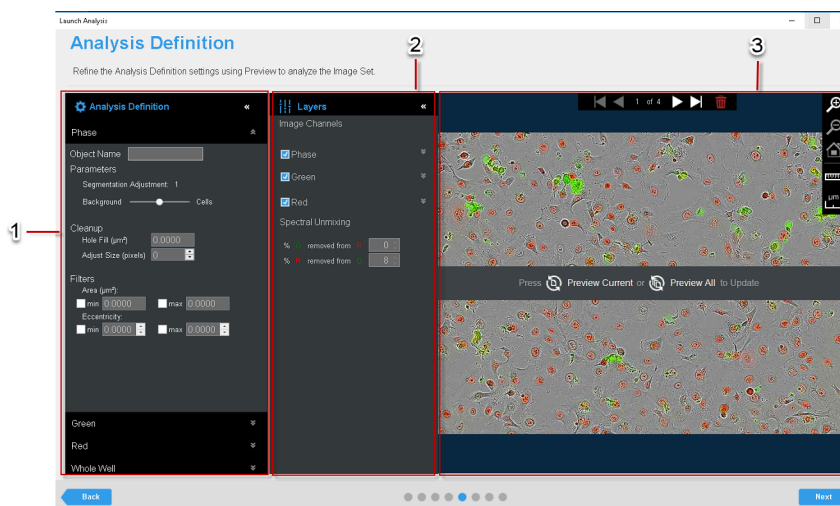 Launch Analysis
Analysis Definition
Refine the Analysis Definition settings using Preview to analyze the Image Set.
1
2
3
Analysis Definition «
Phase
Object Name
Parameters
Segmentation Adjustment: 1
Background Cells
Cleanup
Hole Fill (µm²) 0.0000
Adjust Size (pixels) 0
Filters
Area (µm²):
min 0.0000 max 0.0000
Eccentricity:
min 0.0000 max 0.0000
Green
Red
Whole Well
Layers «
Image Channels
Phase
Green
Red
Spectral Unmixing
% G removed from R 0
% R removed from G 8
1 of 4
µm
Press Preview Current or Preview All to Update
Back
Next